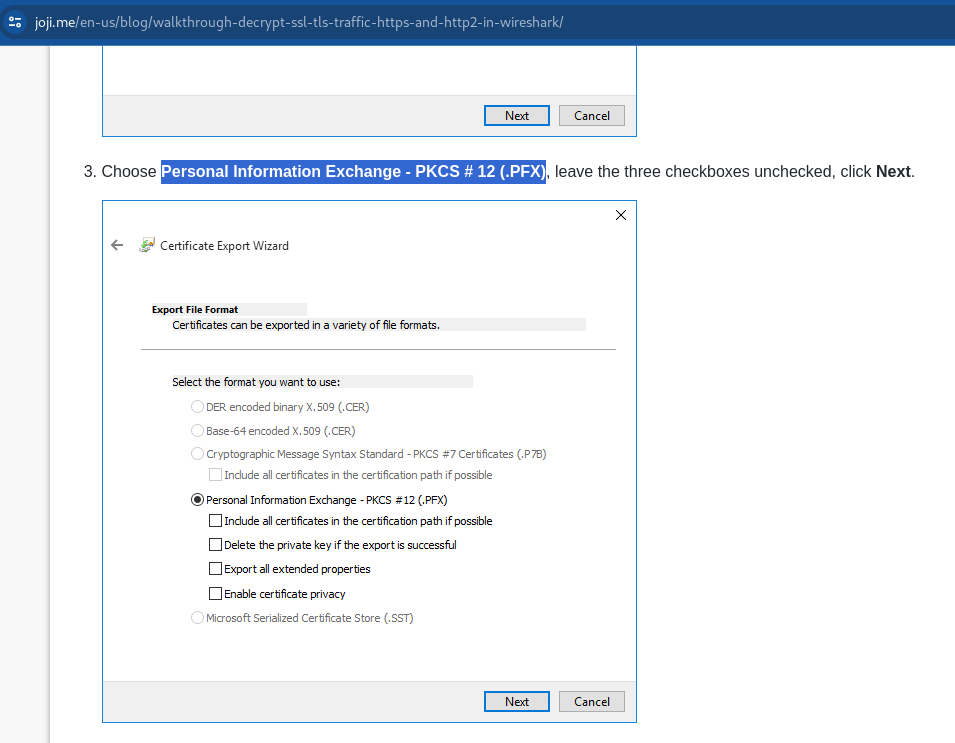 joji.me/en-us/blog/walkthrough-decrypt-ssl-tls-traffic-https-and-http2-in-wireshark/
Next Cancel
3. Choose Personal Information Exchange - PKCS # 12 (.PFX), leave the three checkboxes unchecked, click Next.
Certificate Export Wizard
Export File Format
Certificates can be exported in a variety of file formats.
Select the format you want to use:
DER encoded binary X.509 (.CER)
Base-64 encoded X.509 (.CER)
Cryptographic Message Syntax Standard - PKCS #7 Certificates (.P7B)
Include all certificates in the certification path if possible
Personal Information Exchange - PKCS #12 (.PFX)
Include all certificates in the certification path if possible
Delete the private key if the export is successful
Export all extended properties
Enable certificate privacy
Microsoft Serialized Certificate Store (.SST)
Next Cancel